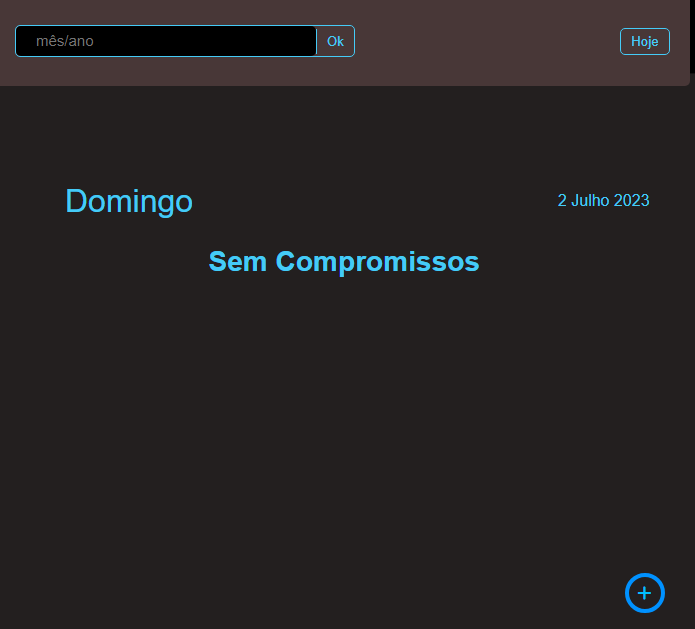 mês/ano Ok Hoje
Domingo 2 Julho 2023
Sem Compromissos
+